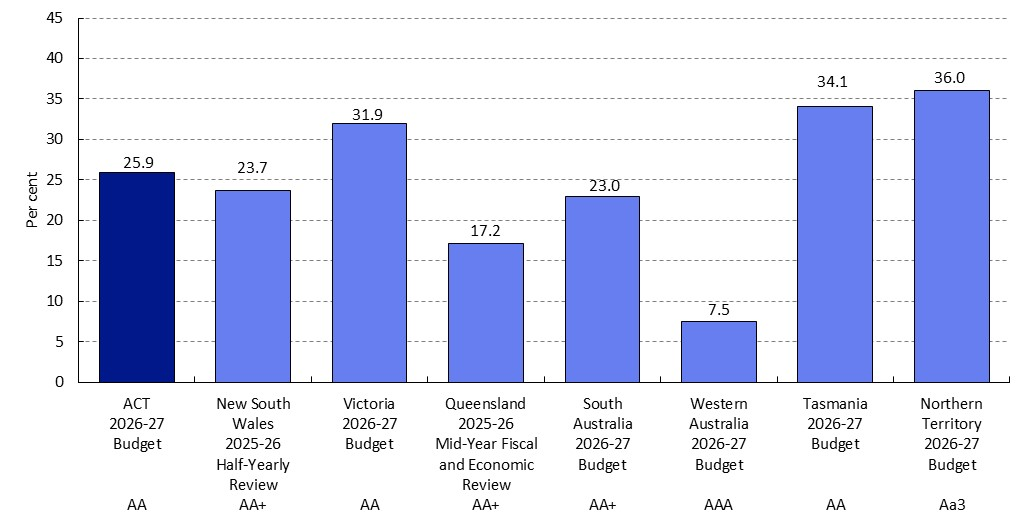 45
40
35
30
25
20
15
10
5
0
Per cent
25.9
23.7
31.9
17.2
23.0
7.5
34.1
36.0
ACT
2026-27
Budget
AA
New South
Wales
2025-26
Half-Yearly
Review
AA+
Victoria
2026-27
Budget
AA
Queensland
2025-26
Mid-Year Fiscal
and Economic
Review
AA+
South
Australia
2026-27
Budget
AA+
Western
Australia
2026-27
Budget
AAA
Tasmania
2026-27
Budget
AA
Northern
Territory
2026-27
Budget
Aa3